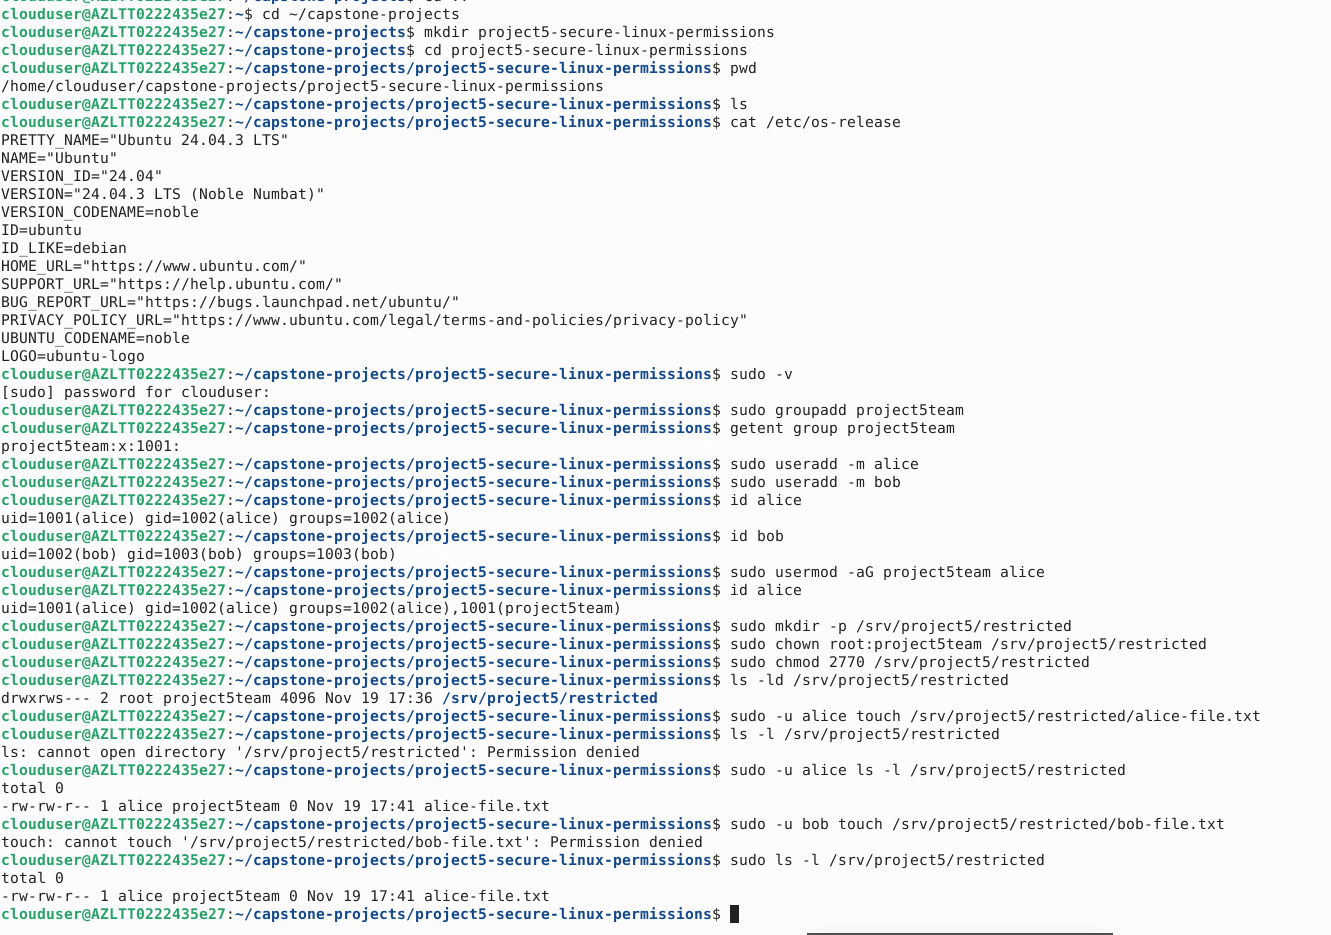 clouduser@AZLTT0222435e27:~$ cd ~/capstone-projects
clouduser@AZLTT0222435e27:~/capstone-projects$ mkdir project5-secure-linux-permissions
clouduser@AZLTT0222435e27:~/capstone-projects$ cd project5-secure-linux-permissions
clouduser@AZLTT0222435e27:~/capstone-projects/project5-secure-linux-permissions$ pwd
/home/clouduser/capstone-projects/project5-secure-linux-permissions
clouduser@AZLTT0222435e27:~/capstone-projects/project5-secure-linux-permissions$ ls
clouduser@AZLTT0222435e27:~/capstone-projects/project5-secure-linux-permissions$ cat /etc/os-release
PRETTY_NAME="Ubuntu 24.04.3 LTS"
NAME="Ubuntu"
VERSION_ID="24.04"
VERSION="24.04.3 LTS (Noble Numbat)"
VERSION_CODENAME=noble
ID=ubuntu
ID_LIKE=debian
HOME_URL="https://www.ubuntu.com/"
SUPPORT_URL="https://help.ubuntu.com/"
BUG_REPORT_URL="https://bugs.launchpad.net/ubuntu/"
PRIVACY_POLICY_URL="https://www.ubuntu.com/legal/terms-and-policies/privacy-policy"
UBUNTU_CODENAME=noble
LOGO=ubuntu-logo
clouduser@AZLTT0222435e27:~/capstone-projects/project5-secure-linux-permissions$ sudo -v
[sudo] password for clouduser:
clouduser@AZLTT0222435e27:~/capstone-projects/project5-secure-linux-permissions$ sudo groupadd project5team
clouduser@AZLTT0222435e27:~/capstone-projects/project5-secure-linux-permissions$ getent group project5team
project5team:x:1001:
clouduser@AZLTT0222435e27:~/capstone-projects/project5-secure-linux-permissions$ sudo useradd -m alice
clouduser@AZLTT0222435e27:~/capstone-projects/project5-secure-linux-permissions$ sudo useradd -m bob
clouduser@AZLTT0222435e27:~/capstone-projects/project5-secure-linux-permissions$ id alice
uid=1001(alice) gid=1002(alice) groups=1002(alice)
clouduser@AZLTT0222435e27:~/capstone-projects/project5-secure-linux-permissions$ id bob
uid=1002(bob) gid=1003(bob) groups=1003(bob)
clouduser@AZLTT0222435e27:~/capstone-projects/project5-secure-linux-permissions$ sudo usermod -aG project5team alice
clouduser@AZLTT0222435e27:~/capstone-projects/project5-secure-linux-permissions$ id alice
uid=1001(alice) gid=1002(alice) groups=1002(alice),1001(project5team)
clouduser@AZLTT0222435e27:~/capstone-projects/project5-secure-linux-permissions$ sudo mkdir -p /srv/project5/restricted
clouduser@AZLTT0222435e27:~/capstone-projects/project5-secure-linux-permissions$ sudo chown root:project5team /srv/project5/restricted
clouduser@AZLTT0222435e27:~/capstone-projects/project5-secure-linux-permissions$ sudo chmod 2770 /srv/project5/restricted
clouduser@AZLTT0222435e27:~/capstone-projects/project5-secure-linux-permissions$ ls -ld /srv/project5/restricted
drwxrws--- 2 root project5team 4096 Nov 19 17:36 /srv/project5/restricted
clouduser@AZLTT0222435e27:~/capstone-projects/project5-secure-linux-permissions$ sudo -u alice touch /srv/project5/restricted/alice-file.txt
clouduser@AZLTT0222435e27:~/capstone-projects/project5-secure-linux-permissions$ ls -l /srv/project5/restricted
ls: cannot open directory '/srv/project5/restricted': Permission denied
clouduser@AZLTT0222435e27:~/capstone-projects/project5-secure-linux-permissions$ sudo -u alice ls -l /srv/project5/restricted
total 0
-rw-rw-r-- 1 alice project5team 0 Nov 19 17:41 alice-file.txt
clouduser@AZLTT0222435e27:~/capstone-projects/project5-secure-linux-permissions$ sudo -u bob touch /srv/project5/restricted/bob-file.txt
touch: cannot touch '/srv/project5/restricted/bob-file.txt': Permission denied
clouduser@AZLTT0222435e27:~/capstone-projects/project5-secure-linux-permissions$ sudo ls -l /srv/project5/restricted
total 0
-rw-rw-r-- 1 alice project5team 0 Nov 19 17:41 alice-file.txt
clouduser@AZLTT0222435e27:~/capstone-projects/project5-secure-linux-permissions$